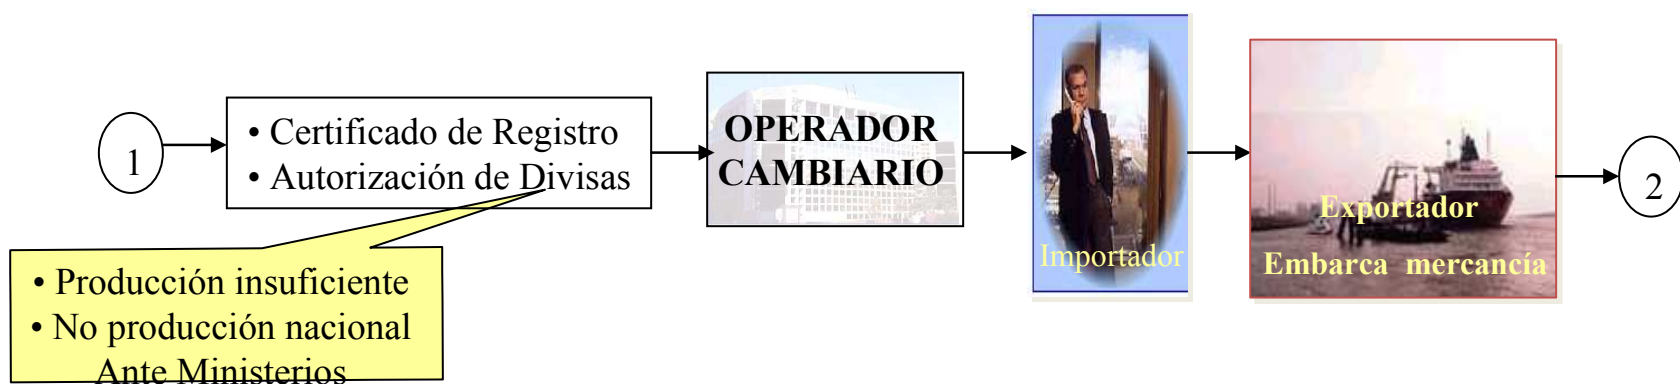 1
• Certificado de Registro
• Autorización de Divisas
• Producción insuficiente
• No producción nacional
Ante Ministerios
OPERADOR
CAMBIARIO
Importador
Exportador
Embarca mercancía
2